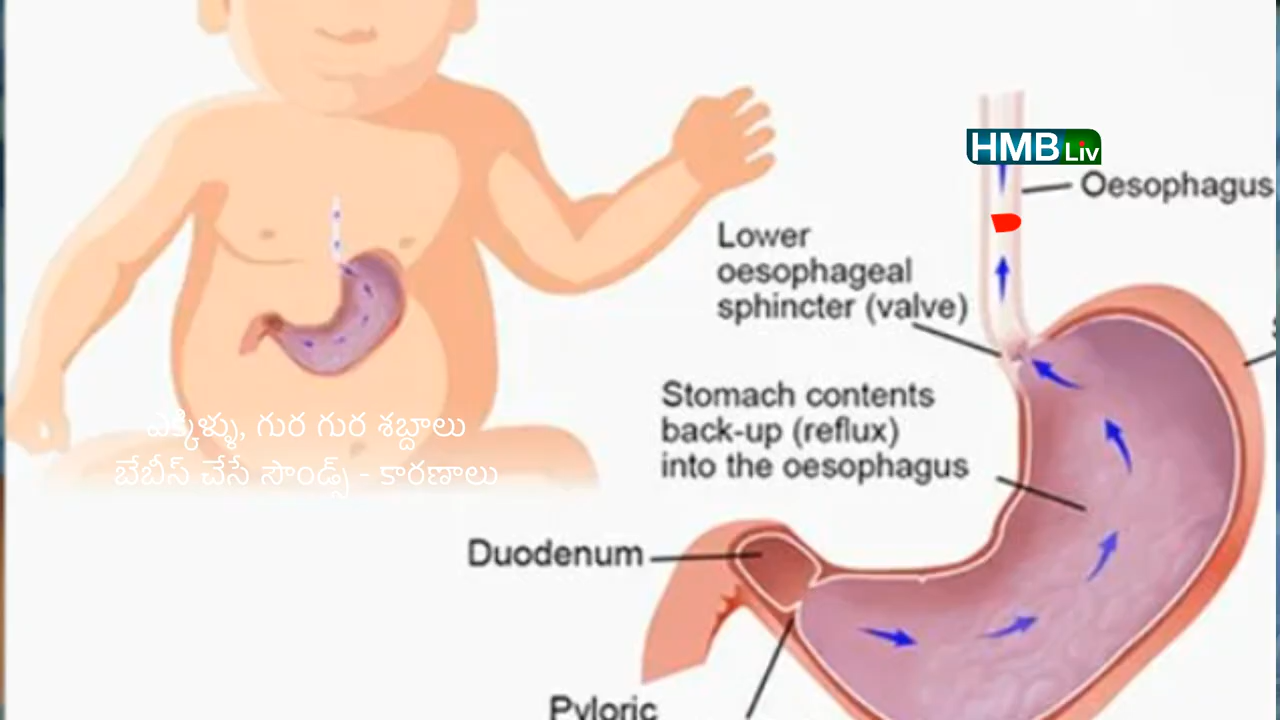 HMB Liv
Oesophagus
Lower
oesophageal
sphincter (valve)
Stomach contents
back-up (reflux)
into the oesophagus
ఎక్కిళ్ళు, గుర గుర శబ్దాలు
బేబీస్ చేసే సౌండ్స్ - కారణాలు
Duodenum
Pyloric